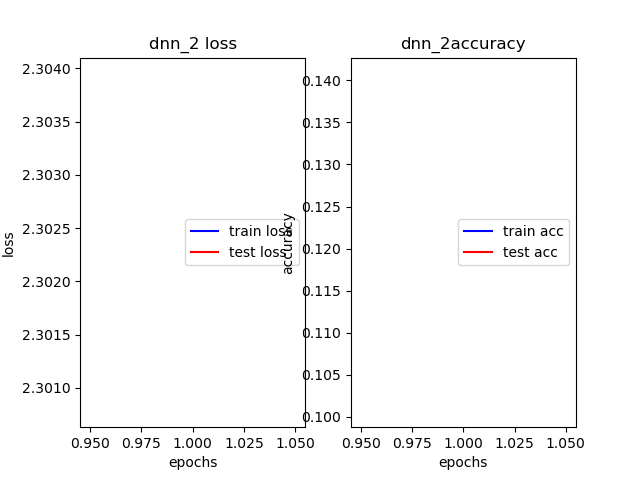 dnn_2 loss
2.3040
2.3035
2.3030
2.3025
2.3020
2.3015
2.3010
loss
train loss
test loss
0.950 0.975 1.000 1.025 1.050
epochs
dnn_2accuracy
0.140
0.135
0.130
0.125
0.120
0.115
0.110
0.105
0.100
accuracy
train acc
test acc
0.950 0.975 1.000 1.025 1.050
epochs